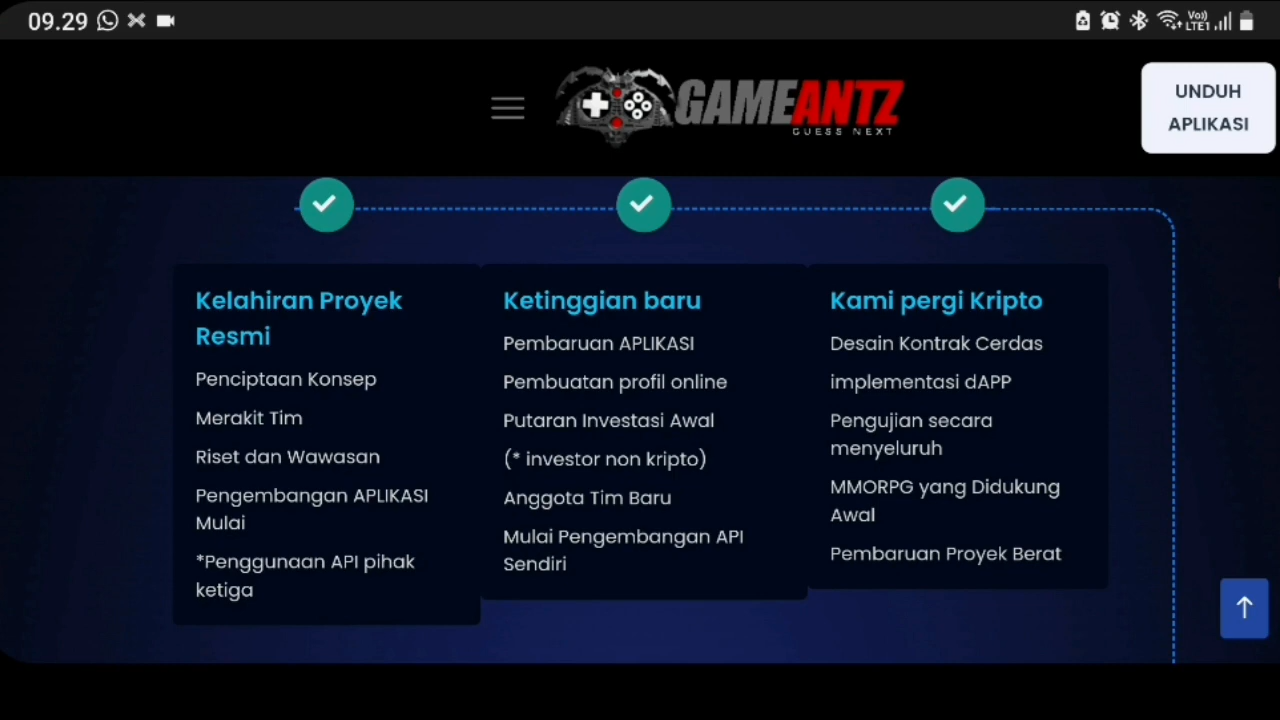 09.29
Vo))
LTE1
GAMEANTZ
GUESS NEXT
UNDUH
APLIKASI
Kelahiran Proyek
Resmi
Penciptaan Konsep
Merakit Tim
Riset dan Wawasan
Pengembangan APLIKASI
Mulai
*Penggunaan API pihak
ketiga
Ketinggian baru
Pembaruan APLIKASI
Pembuatan profil online
Putaran Investasi Awal
(* investor non kripto)
Anggota Tim Baru
Mulai Pengembangan API
Sendiri
Kami pergi Kripto
Desain Kontrak Cerdas
implementasi dAPP
Pengujian secara
menyeluruh
MMORPG yang Didukung
Awal
Pembaruan Proyek Berat